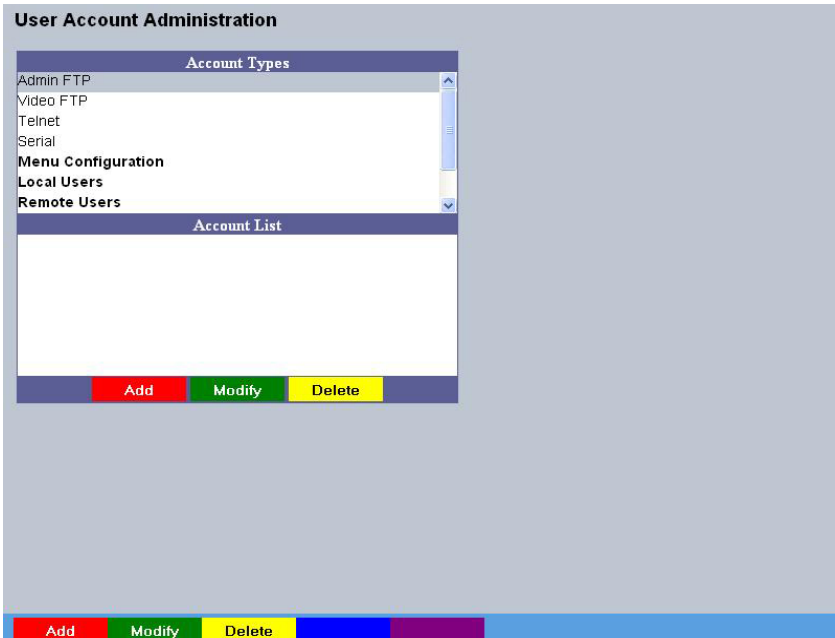 User Account Administration
Account Types
Admin FTP
Video FTP
Telnet
Serial
Menu Configuration
Local Users
Remote Users
Account List
Add Modify Delete
Add Modify Delete